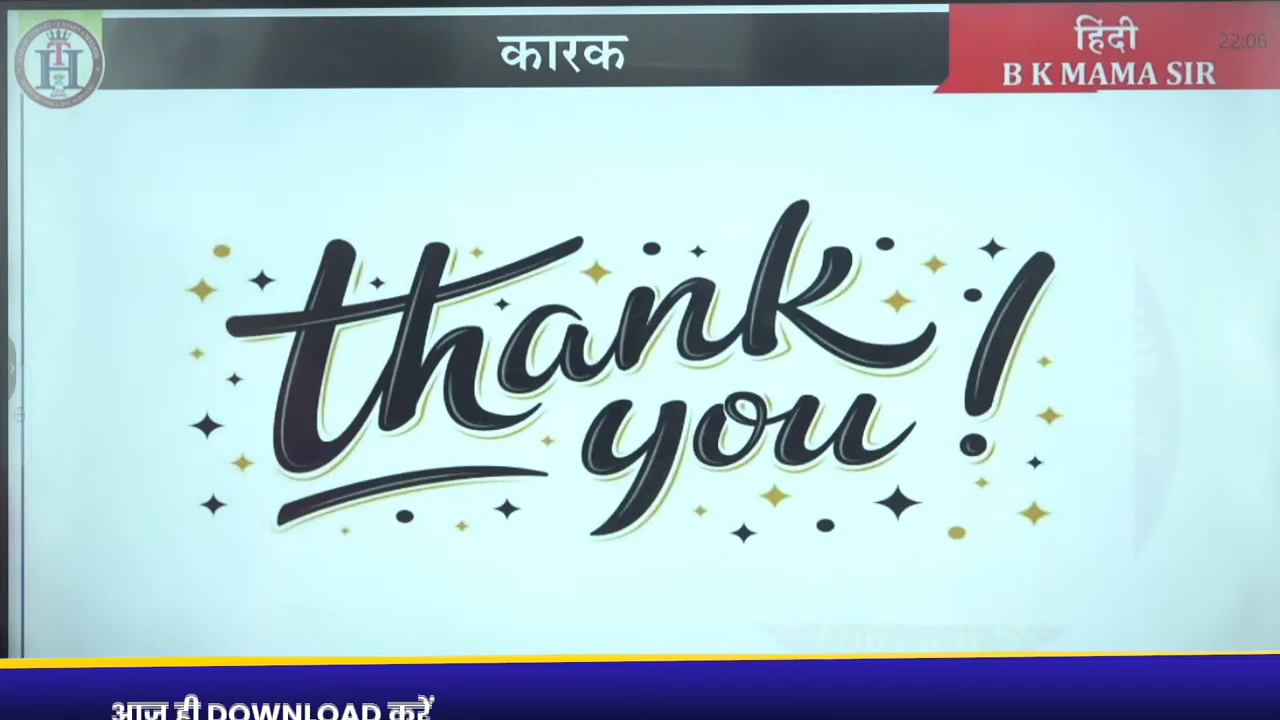 कारक
हिंदी
22:06
B K MAMA SIR
thank
you!
आज ही DOWNLOAD करें